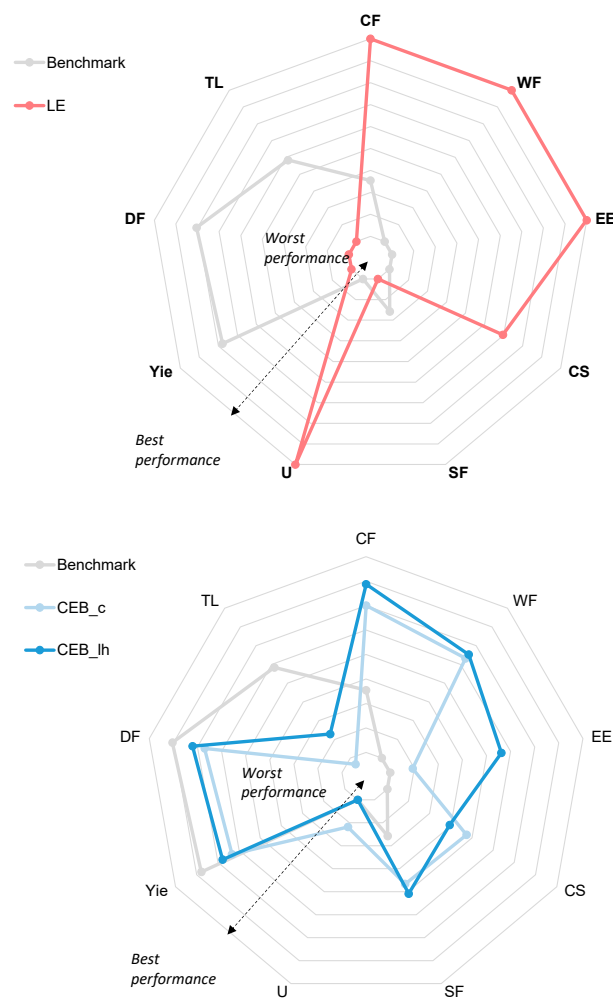 CF
Benchmark
TL
WF
LE
DF
EE
Worst
performance
Yie
CS
Best
performance
U
SF
CF
Benchmark
CEB_c
TL
WF
CEB_lh
DF
EE
Worst
performance
Yie
CS
Best
performance
U
SF